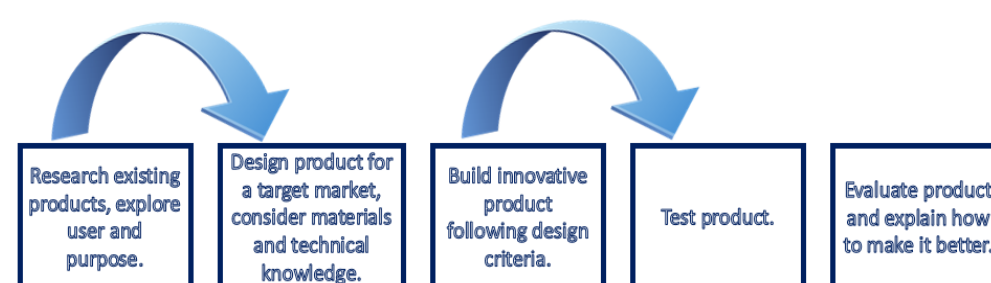 Research existing
products, explore
user and
purpose.
Design product for
a target market,
consider materials
and technical
knowledge.
Build innovative
product
following design
criteria.
Test product.
Evaluate product
and explain how
to make it better.